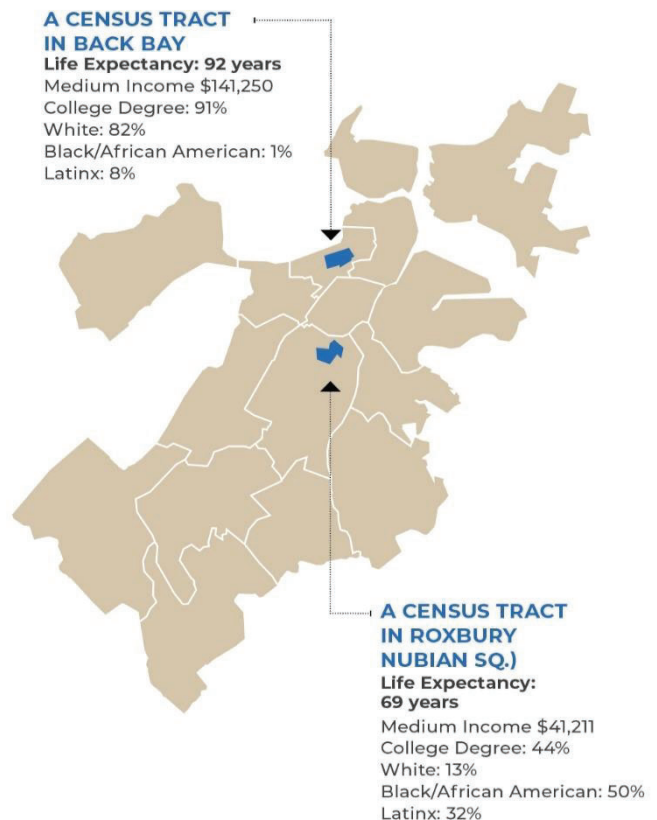 A CENSUS TRACT
IN BACK BAY
Life Expectancy: 92 years
Medium Income $141,250
College Degree: 91%
White: 82%
Black/African American: 1%
Latinx: 8%
A CENSUS TRACT
IN ROXBURY
NUBIAN SQ.)
Life Expectancy:
69 years
Medium Income $41,211
College Degree: 44%
White: 13%
Black/African American: 50%
Latinx: 32%